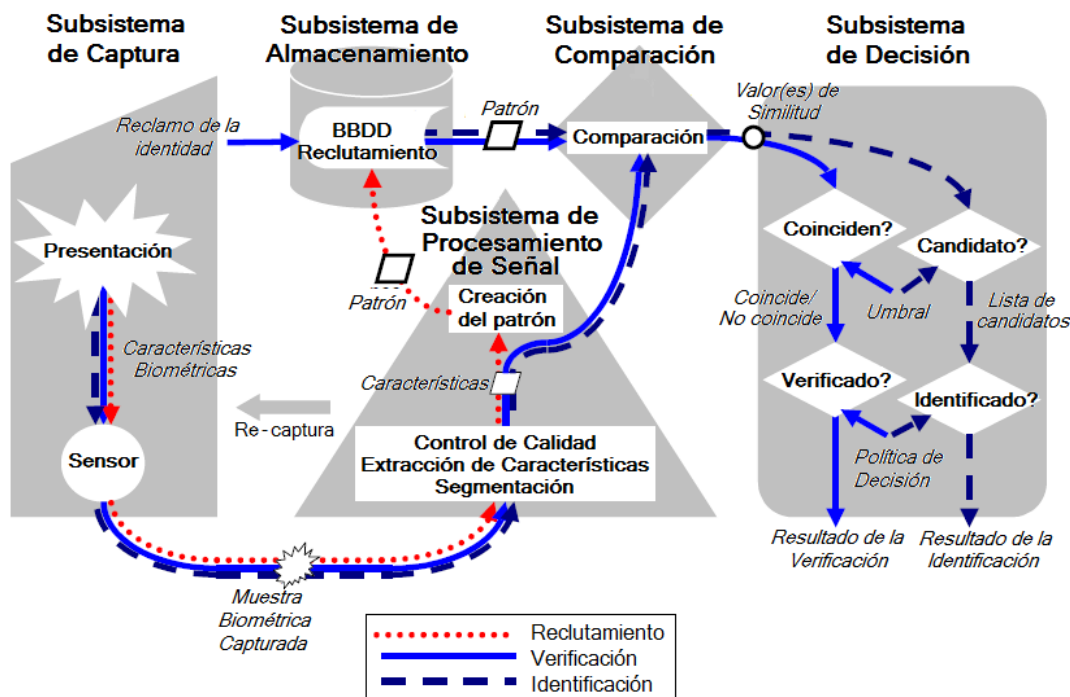 Subsistema
de Captura
Subsistema de
Almacenamiento
Subsistema de
Comparación
Subsistema
de Decisión
Reclamo de la
identidad
BBDD
Reclutamiento
Patrón
Comparación
Valor(es) de
Similitud
Presentación
Subsistema de
Procesamiento
de Señal
Patrón
Creación
del patrón
Coinciden?
Candidato?
Coincide/
No coincide
Umbral
Lista de
candidatos
Características
Biométricas
Características
Re-captura
Verificado?
Identificado?
Sensor
Control de Calidad
Extracción de Características
Segmentación
Política de
Decisión
Resultado de la
Verificación
Resultado de la
Identificación
Muestra
Biométrica
Capturada
Reclutamiento
Verificación
Identificación